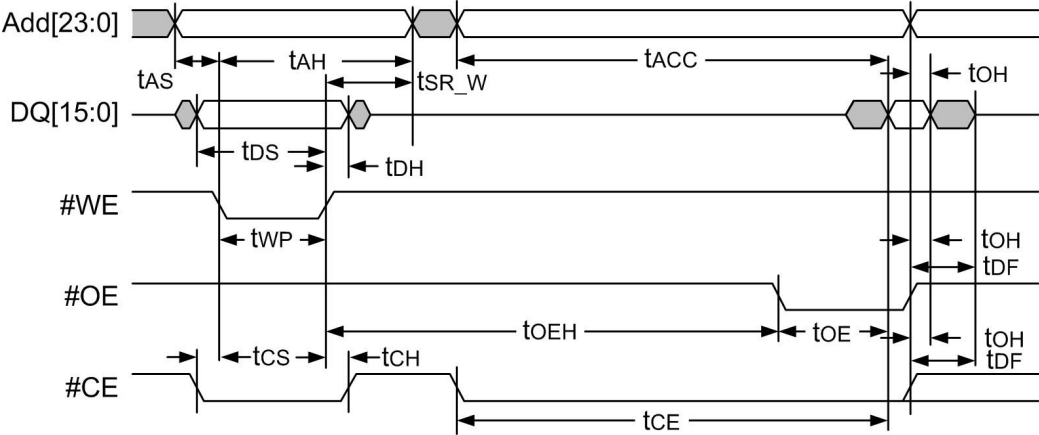 Add[23:0]
tAS
tAH
tSR_W
tACC
tOH
DQ[15:0]
tDS
tDH
#WE
tWP
tOH
tDF
#OE
tOEH
tOE
tOH
tDF
tCS
tCH
#CE
tCE